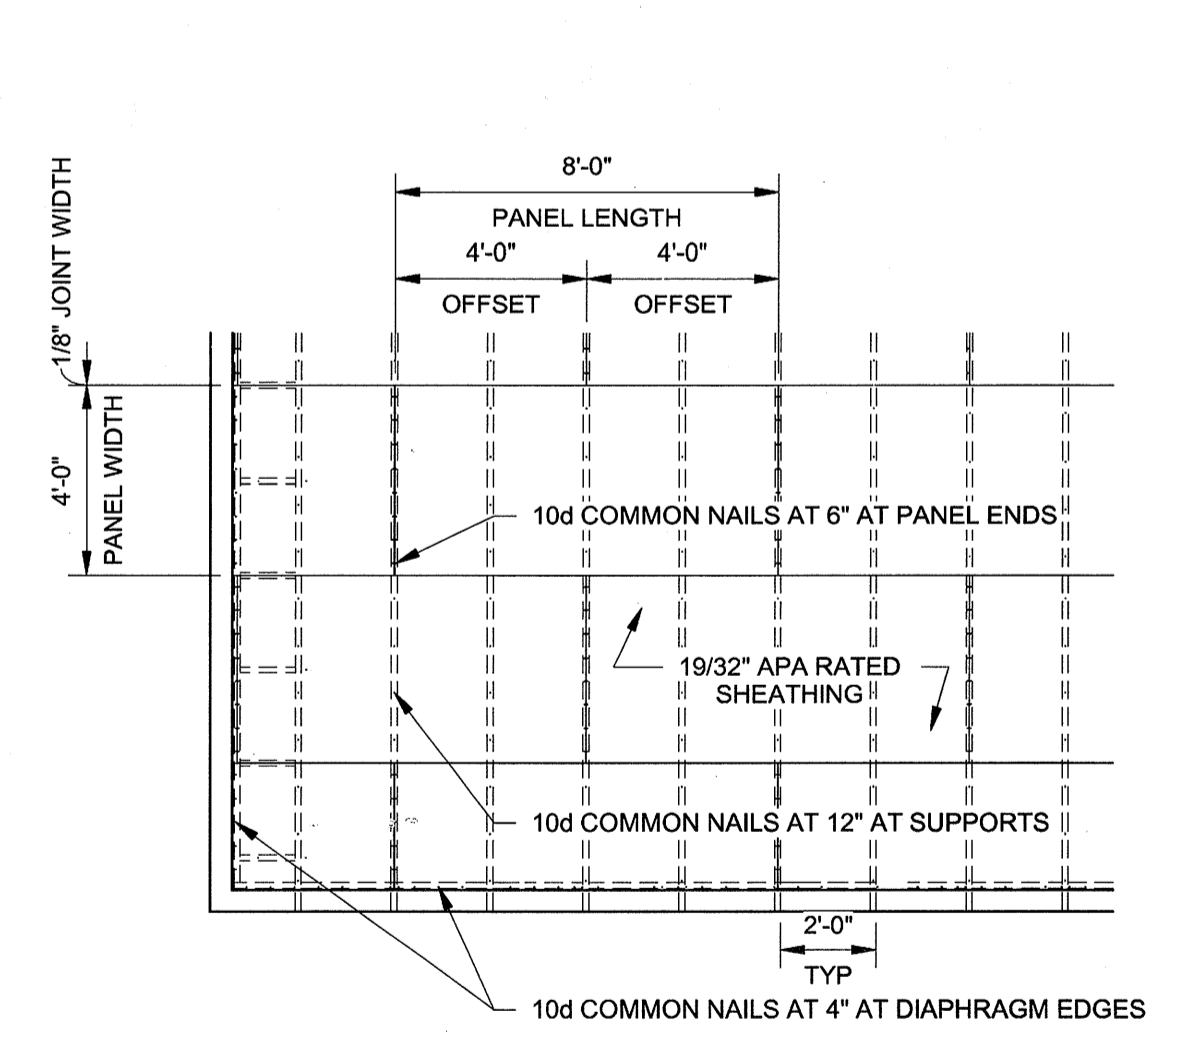 8'-0"
PANEL LENGTH
4'-0"
4'-0"
OFFSET
OFFSET
1/8" JOINT WIDTH
4'-0"
PANEL WIDTH
10d COMMON NAILS AT 6" AT PANEL ENDS
19/32" APA RATED
SHEATHING
10d COMMON NAILS AT 12" AT SUPPORTS
2'-0"
TYP
10d COMMON NAILS AT 4" AT DIAPHRAGM EDGES